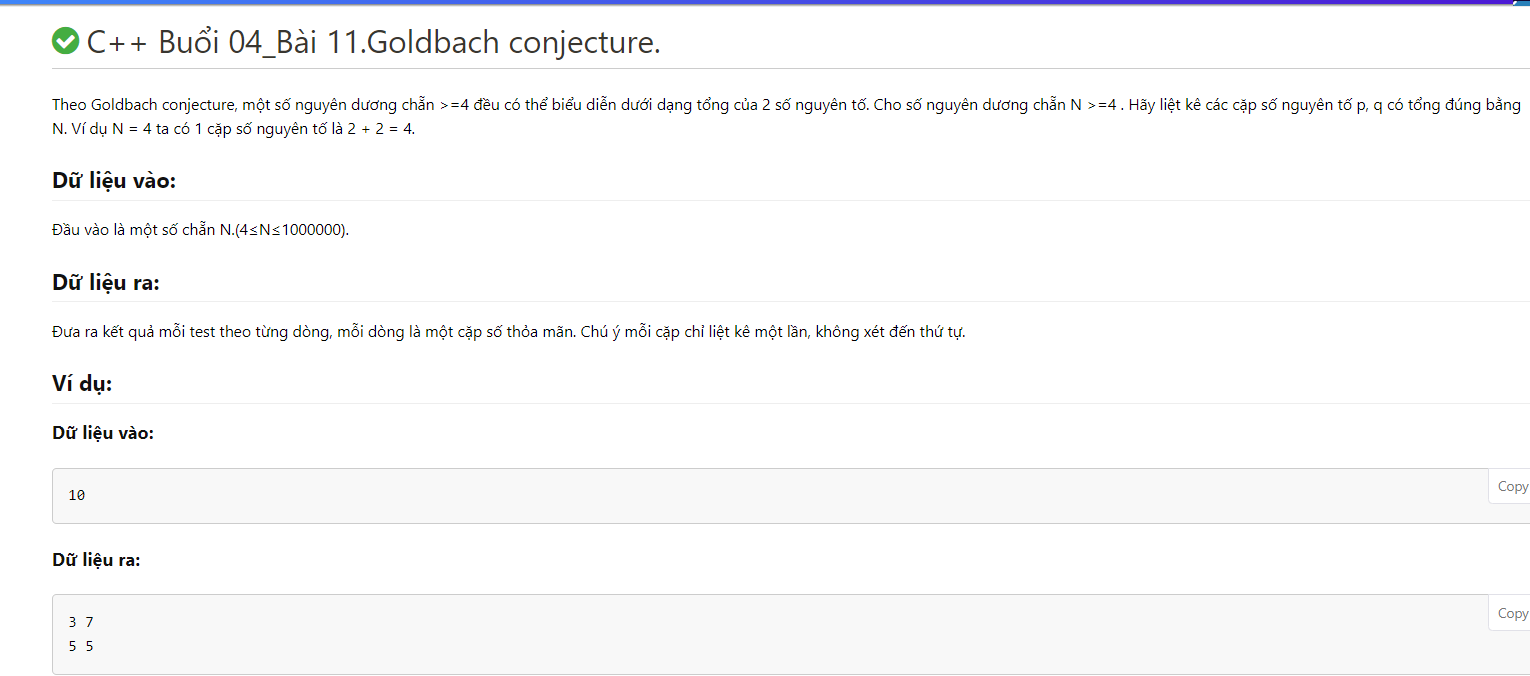 C++ Buổi 04_Bài 11.Goldbach conjecture.
Theo Goldbach conjecture, một số nguyên dương chẵn >=4 đều có thể biểu diễn dưới dạng tổng của 2 số nguyên tố. Cho số nguyên dương chẵn N >=4 . Hãy liệt kê các cặp số nguyên tố p, q có tổng đúng bằng
N. Ví dụ N = 4 ta có 1 cặp số nguyên tố là 2 + 2 = 4.
Dữ liệu vào:
Đầu vào là một số chẵn N.(4≤N≤1000000).
Dữ liệu ra:
Đưa ra kết quả mỗi test theo từng dòng, mỗi dòng là một cặp số thỏa mãn. Chú ý mỗi cặp chỉ liệt kê một lần, không xét đến thứ tự.
Ví dụ:
Dữ liệu vào:
Copy
10
Dữ liệu ra:
Copy
3 7
5 5